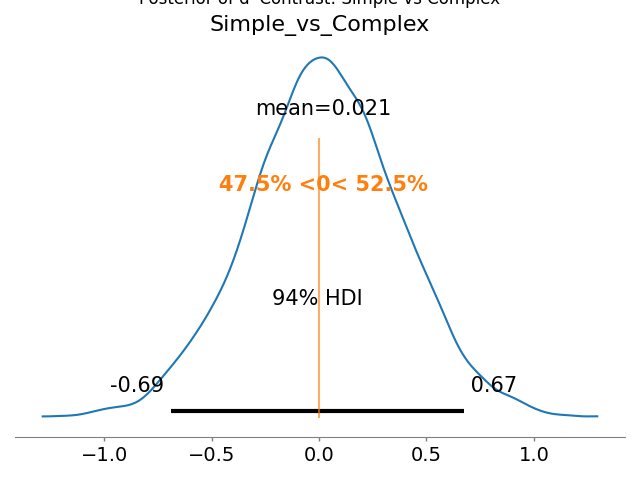 Posterior of d' Contrast: Simple vs Complex
Simple_vs_Complex
mean=0.021
47.5% <0< 52.5%
94% HDI
-0.69
0.67
−1.0 −0.5 0.0 0.5 1.0